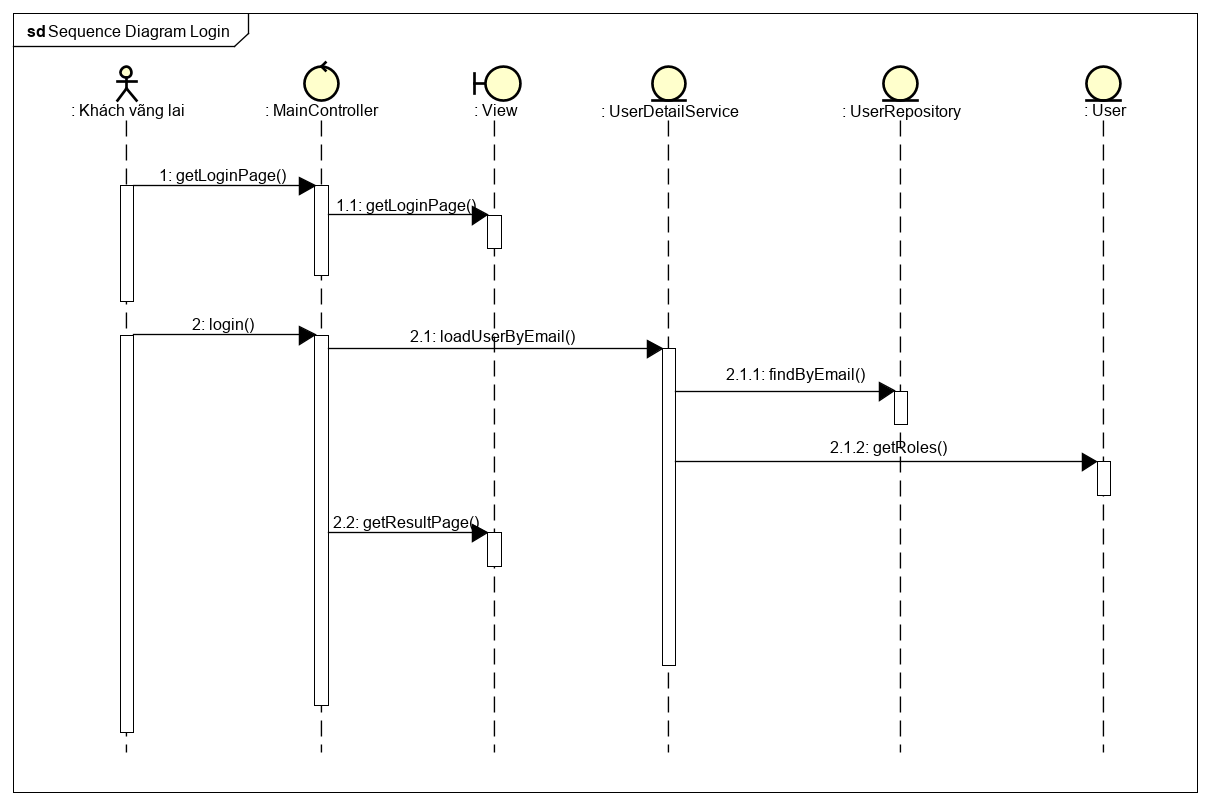 sd Sequence Diagram Login
: Khách vãng lai
: MainController
: View
: UserDetailService
: UserRepository
: User
1: getLoginPage()
1.1: getLoginPage()
2: login()
2.1: loadUserByEmail()
2.1.1: findByEmail()
2.1.2: getRoles()
2.2: getResultPage()